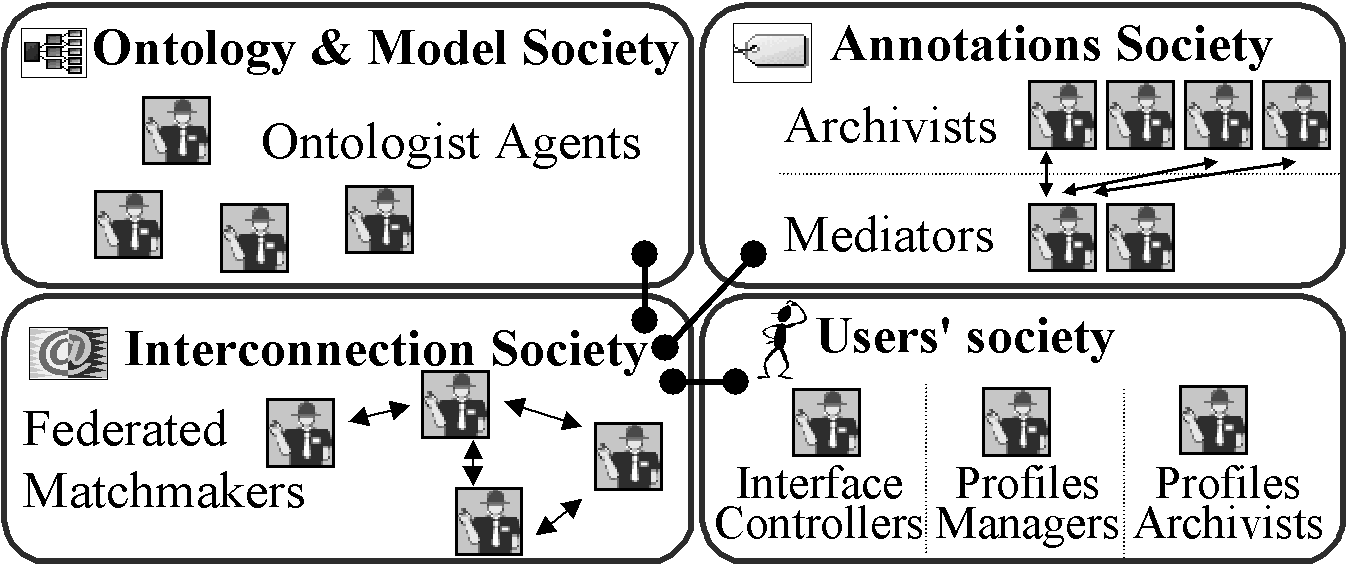 Ontology & Model Society
Ontologist Agents
Annotations Society
Archivists
Mediators
@ Interconnection Society
Federated
Matchmakers
Users' society
Interface
Controllers
Profiles
Managers
Profiles
Archivists